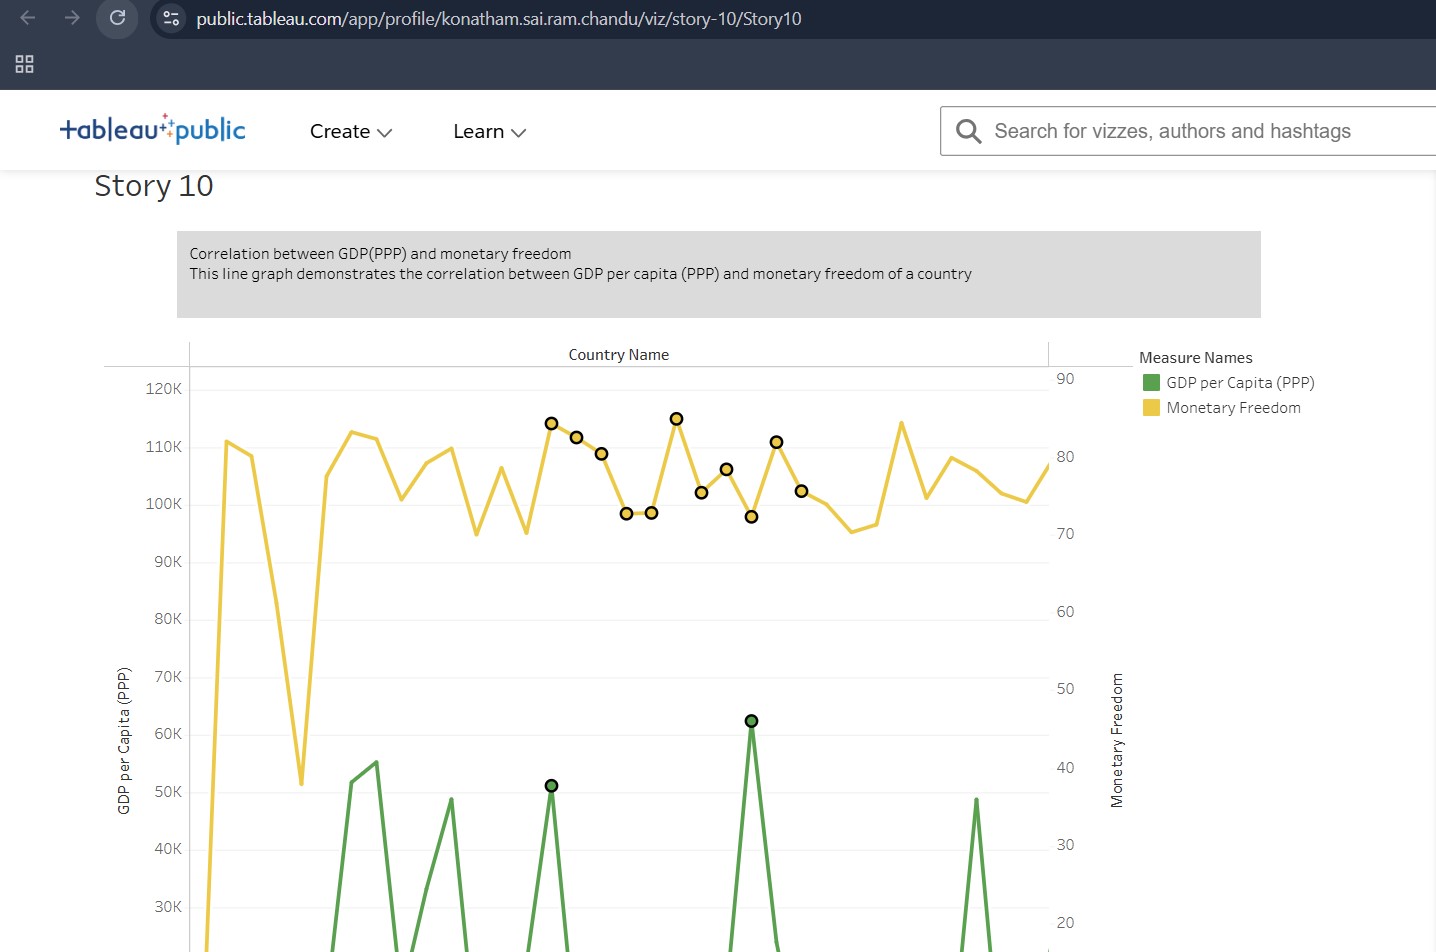 public.tableau.com/app/profile/konatham.sai.ram.chandu/viz/story-10/Story10
+ableau public
Create
Learn
Search for vizzes, authors and hashtags
Story 10
Correlation between GDP(PPP) and monetary freedom
This line graph demonstrates the correlation between GDP per capita (PPP) and monetary freedom of a country
Country Name
Measure Names
GDP per Capita (PPP)
Monetary Freedom
120K
110K
100K
90K
80K
70K
60K
50K
40K
30K
GDP per Capita (PPP)
90
80
70
60
50
40
30
20
Monetary Freedom